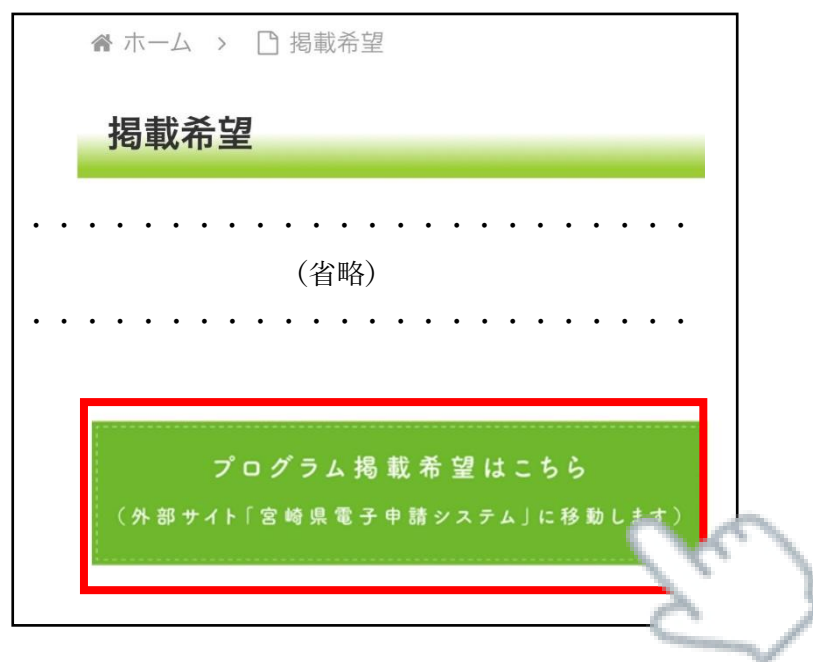 ホーム > 掲載希望
掲載希望
・・・・・・・・・・・・・・・・・・・・・・・・
(省略)
・・・・・・・・・・・・・・・・・・・・・・・・
プログラム掲載希望はこちら
(外部サイト「宮崎県電子申請システム」に移動します)